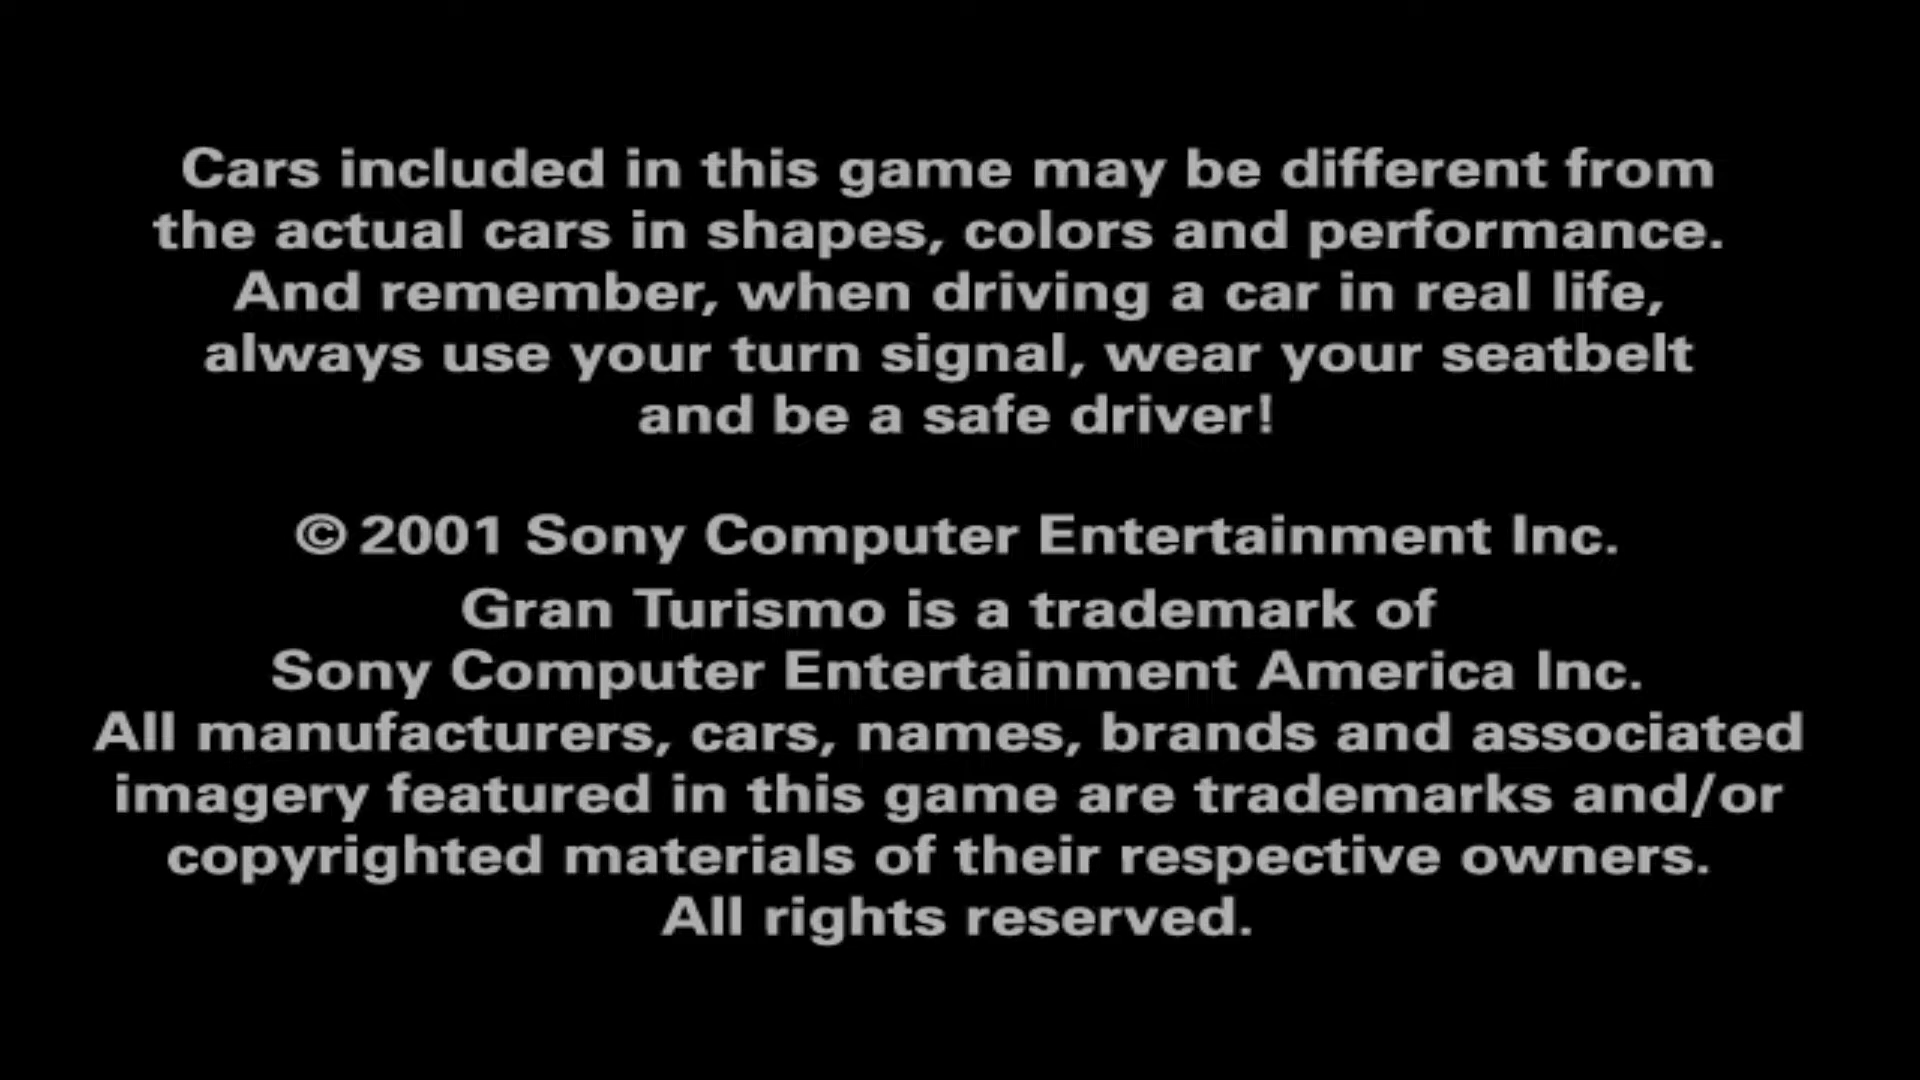 Cars included in this game may be different from
the actual cars in shapes, colors and performance.
And remember, when driving a car in real life,
always use your turn signal, wear your seatbelt
and be a safe driver!
© 2001 Sony Computer Entertainment Inc.
Gran Turismo is a trademark of
Sony Computer Entertainment America Inc.
All manufacturers, cars, names, brands and associated
imagery featured in this game are trademarks and/or
copyrighted materials of their respective owners.
All rights reserved.